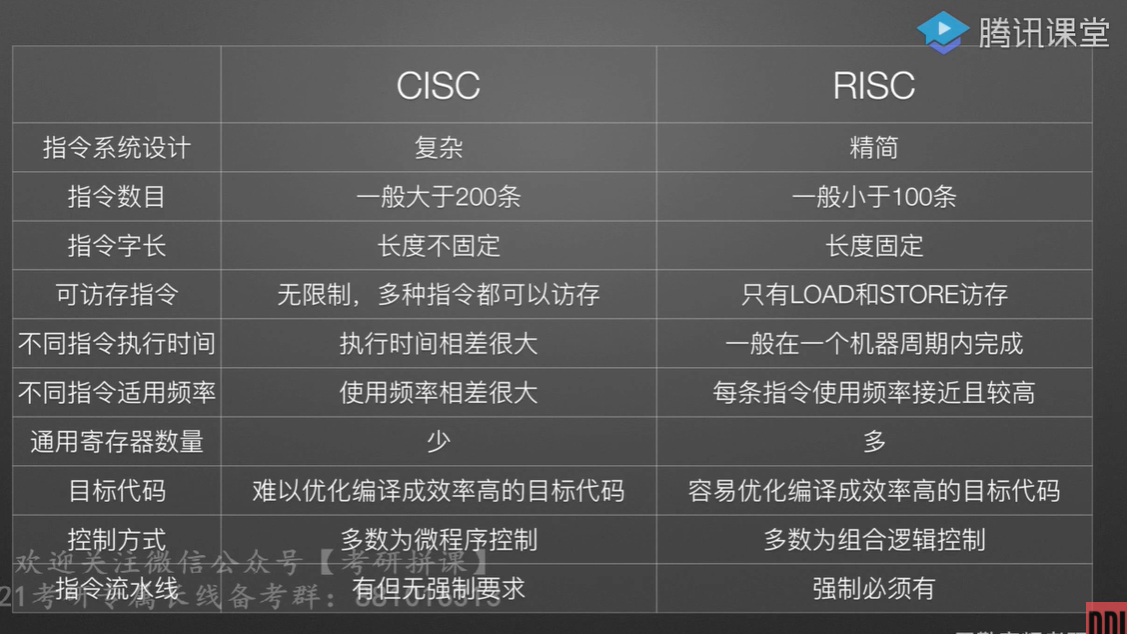 腾讯课堂
CISC RISC
指令系统设计 复杂 精简
指令数目 一般大于200条 一般小于100条
指令字长 长度不固定 长度固定
可访存指令 无限制，多种指令都可以访存 只有LOAD和STORE访存
不同指令执行时间 执行时间相差很大 一般在一个机器周期内完成
不同指令适用频率 使用频率相差很大 每条指令使用频率接近且较高
通用寄存器数量 少 多
目标代码 难以优化编译成效率高的目标代码 容易优化编译成效率高的目标代码
控制方式 多数为微程序控制 多数为组合逻辑控制
欢迎关注微信公众号【考研拼课】
指令流水线 有但无强制要求 强制必须有
21考研专属长线备考群：